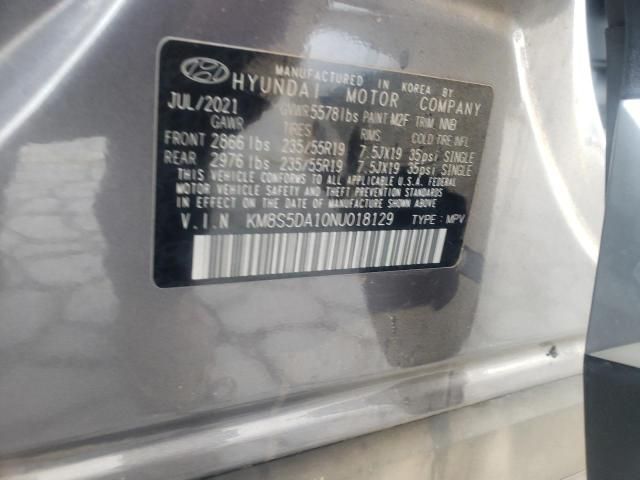 MANUFACTURED IN KOREA BY
HYUNDAI MOTOR COMPANY
JUL/2021 GVWR 5578lbs PAINT M2F TRIM NNB
GAWR TIRES RIMS COLD TIRE INFL
FRONT 2866 lbs 235/55R19 7.5JX19 35psi SINGLE
REAR 2976 lbs 235/55R19 7.5JX19 35psi SINGLE
THIS VEHICLE CONFORMS TO ALL APPLICABLE U.S.A. FEDERAL
MOTOR VEHICLE SAFETY, BUMPER, AND THEFT PREVENTION STANDARDS
IN EFFECT ON THE DATE OF MANUFACTURE SHOWN ABOVE.
V.I.N KM8S5DA10NU018129 TYPE : MPV